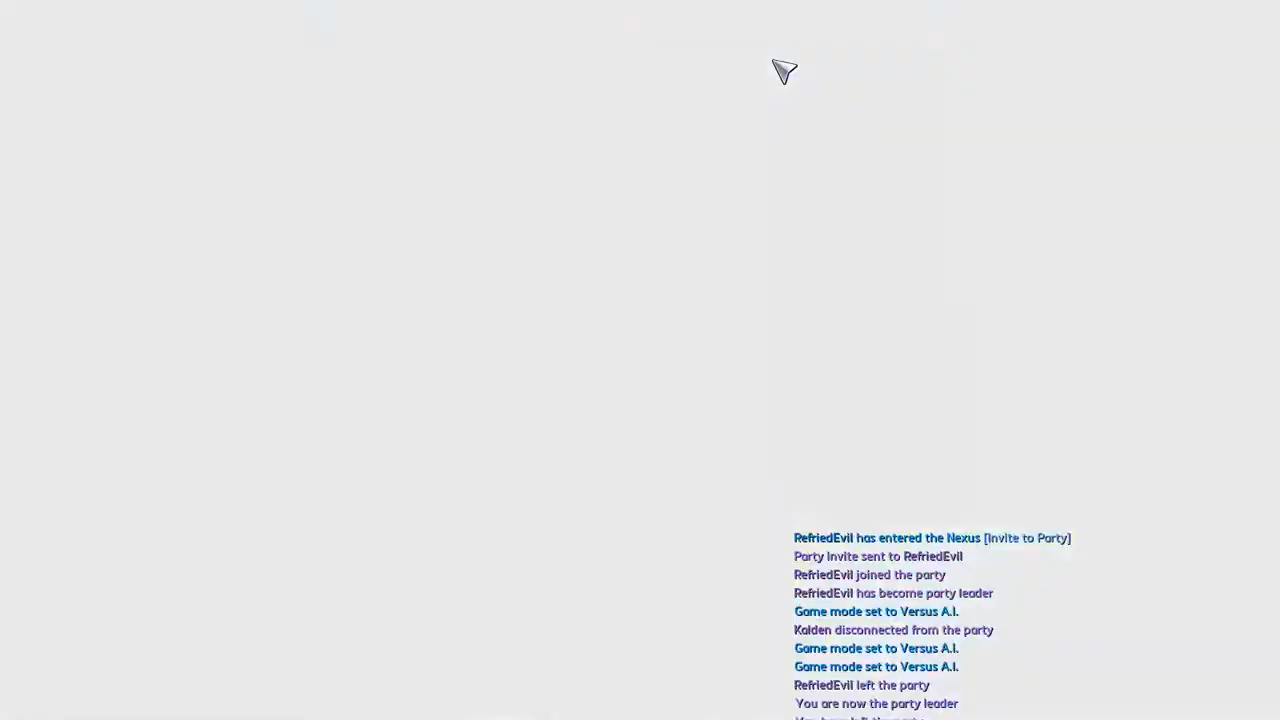 RefriedEvil has entered the Nexus [Invite to Party]
Party Invite sent to RefriedEvil
RefriedEvil joined the party
RefriedEvil has become party leader
Game mode set to Versus A.I.
Kalden disconnected from the party
Game mode set to Versus A.I.
Game mode set to Versus A.I.
RefriedEvil left the party
You are now the party leader